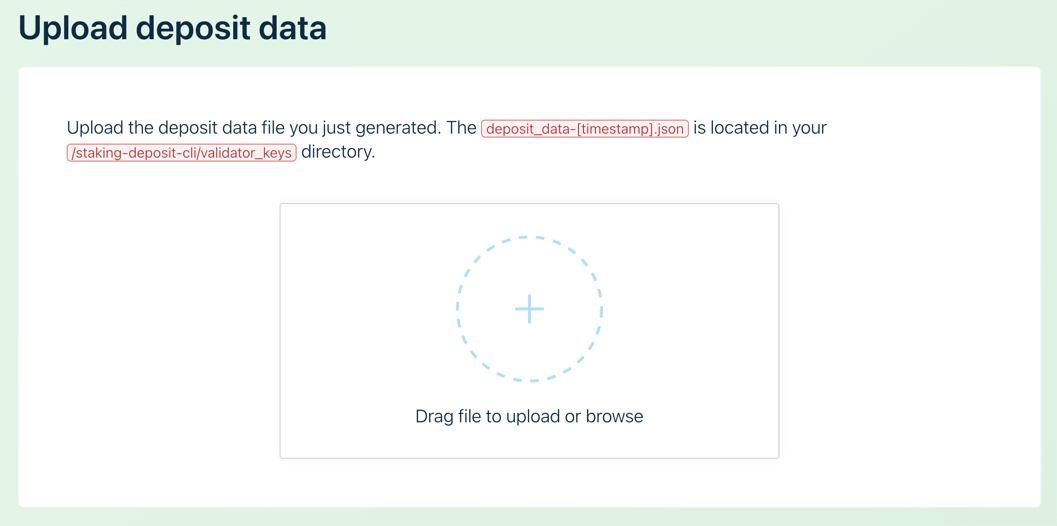 Upload deposit data
Upload the deposit data file you just generated. The deposit_data-[timestamp].json is located in your
/staking-deposit-cli/validator_keys directory.
Drag file to upload or browse